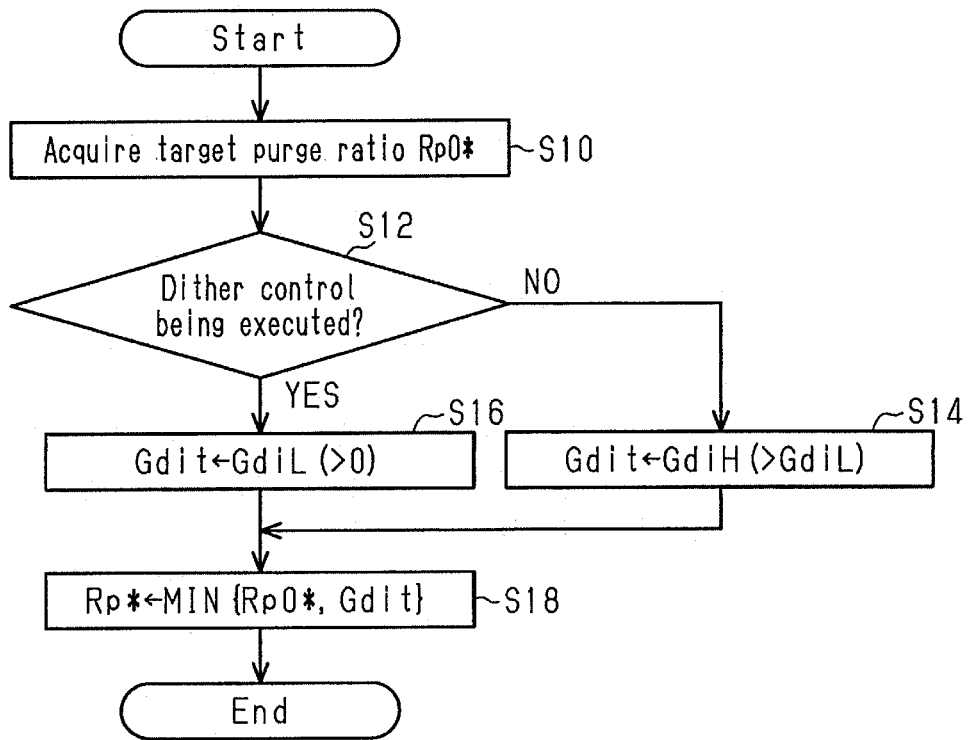 Start
Acquire target purge ratio Rp0*
S10
S12
Dither control
being executed?
NO
YES
S16
Gdit←GdiL (>0)
S14
Gdit←GdiH (>GdiL)
Rp*←MIN {Rp0*, Gdit}
S18
End